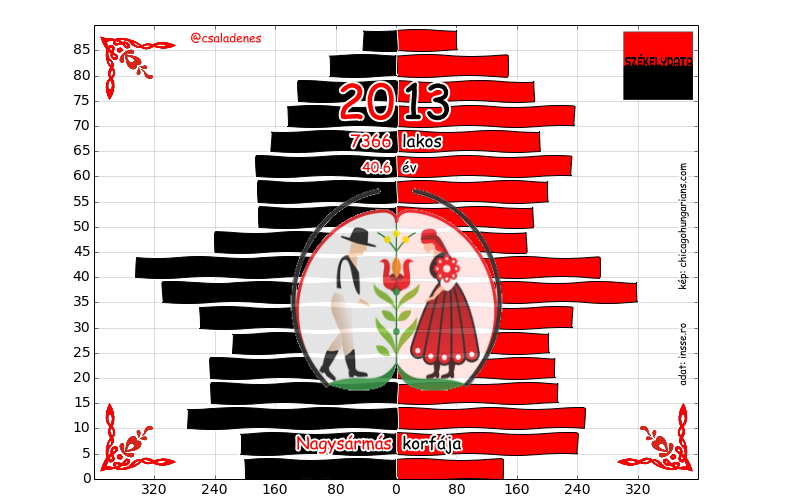 @csaladenes
SZÉKELYDATA
2013
7366 lakos
40.6 év
kép: chicagohungarians.com
adat: insse.ro
Nagysármás korfája
85
80
75
70
65
60
55
50
45
40
35
30
25
20
15
10
5
0
320 240 160 80 0 80 160 240 320